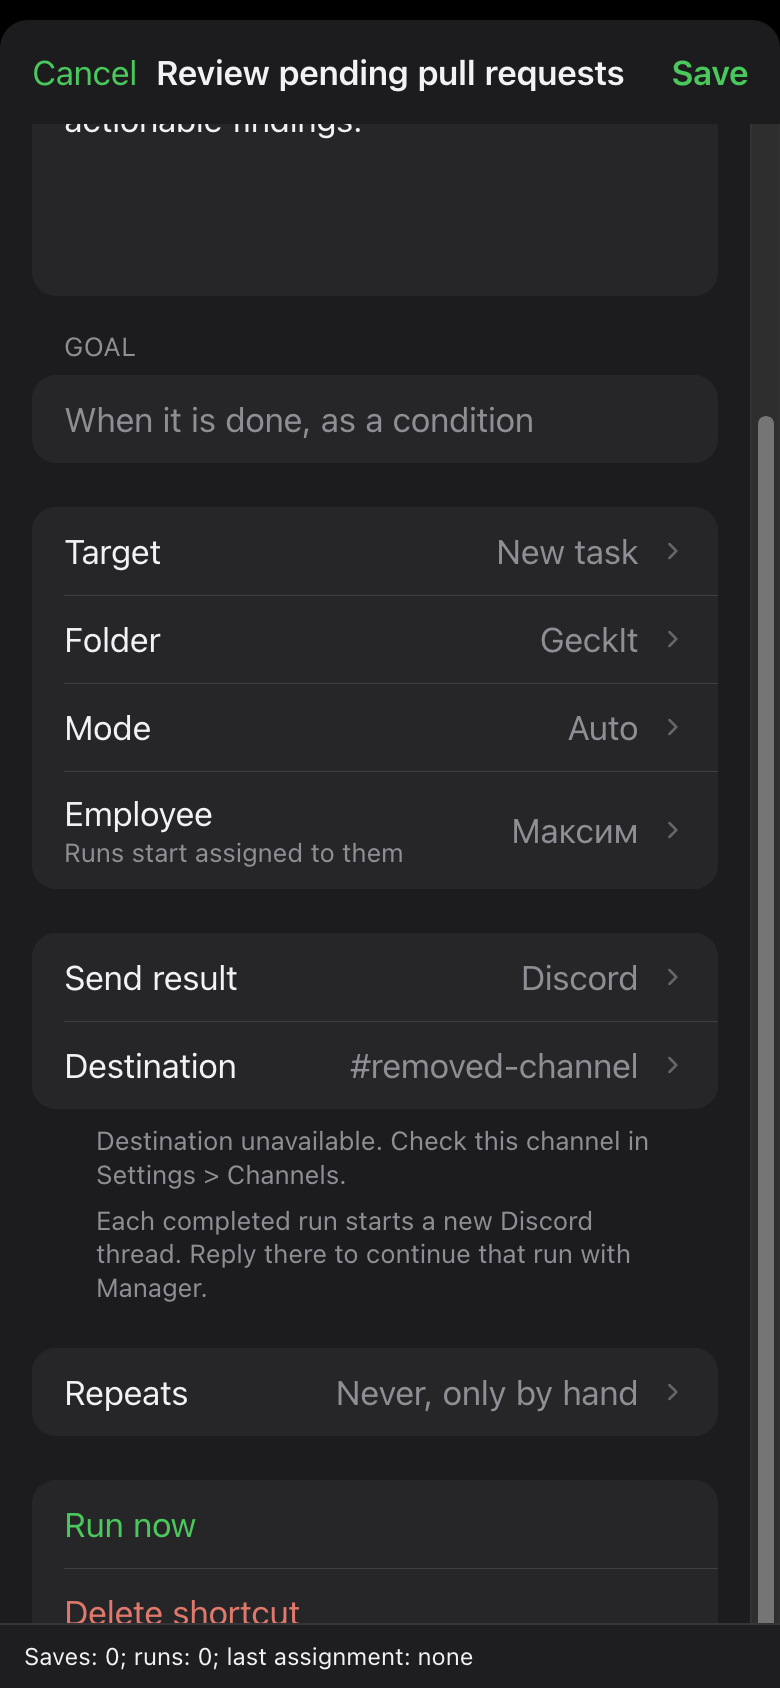 Cancel Review pending pull requests Save
actionable findings.
GOAL
When it is done, as a condition
Target New task
Folder GeckIt
Mode Auto
Employee
Runs start assigned to them
Максим
Send result Discord
Destination #removed-channel
Destination unavailable. Check this channel in
Settings > Channels.
Each completed run starts a new Discord
thread. Reply there to continue that run with
Manager.
Repeats Never, only by hand
Run now
Delete shortcut
Saves: 0; runs: 0; last assignment: none